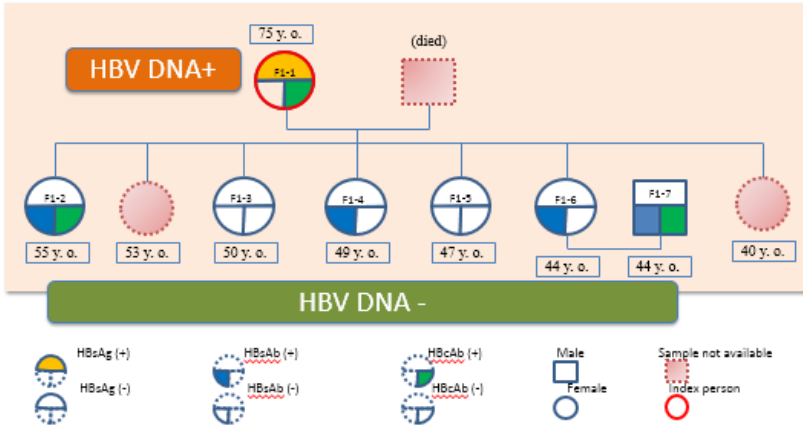 75 y. o.
(died)
HBV DNA+
F1-1
F1-2
F1-3
F1-4
F1-5
F1-6
F1-7
55 y. o.
53 y. o.
50 y. o.
49 y. o.
47 y. o.
44 y. o.
44 y. o.
40 y. o.
HBV DNA -
HBsAg (+)
HBsAb (+)
HBcAb (+)
Male
Sample not available
HBsAg (-)
HBsAb (-)
HBcAb (-)
Female
Index person